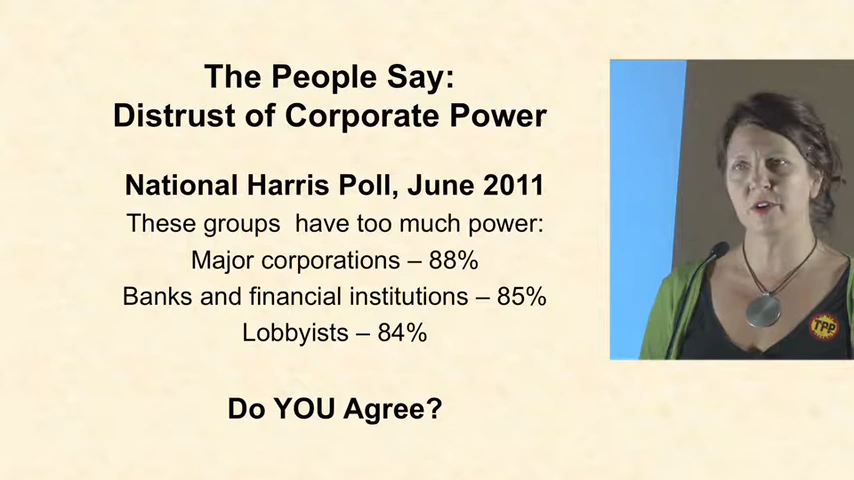 The People Say:
Distrust of Corporate Power
National Harris Poll, June 2011
These groups have too much power:
Major corporations – 88%
Banks and financial institutions – 85%
Lobbyists – 84%
Do YOU Agree?
TPP